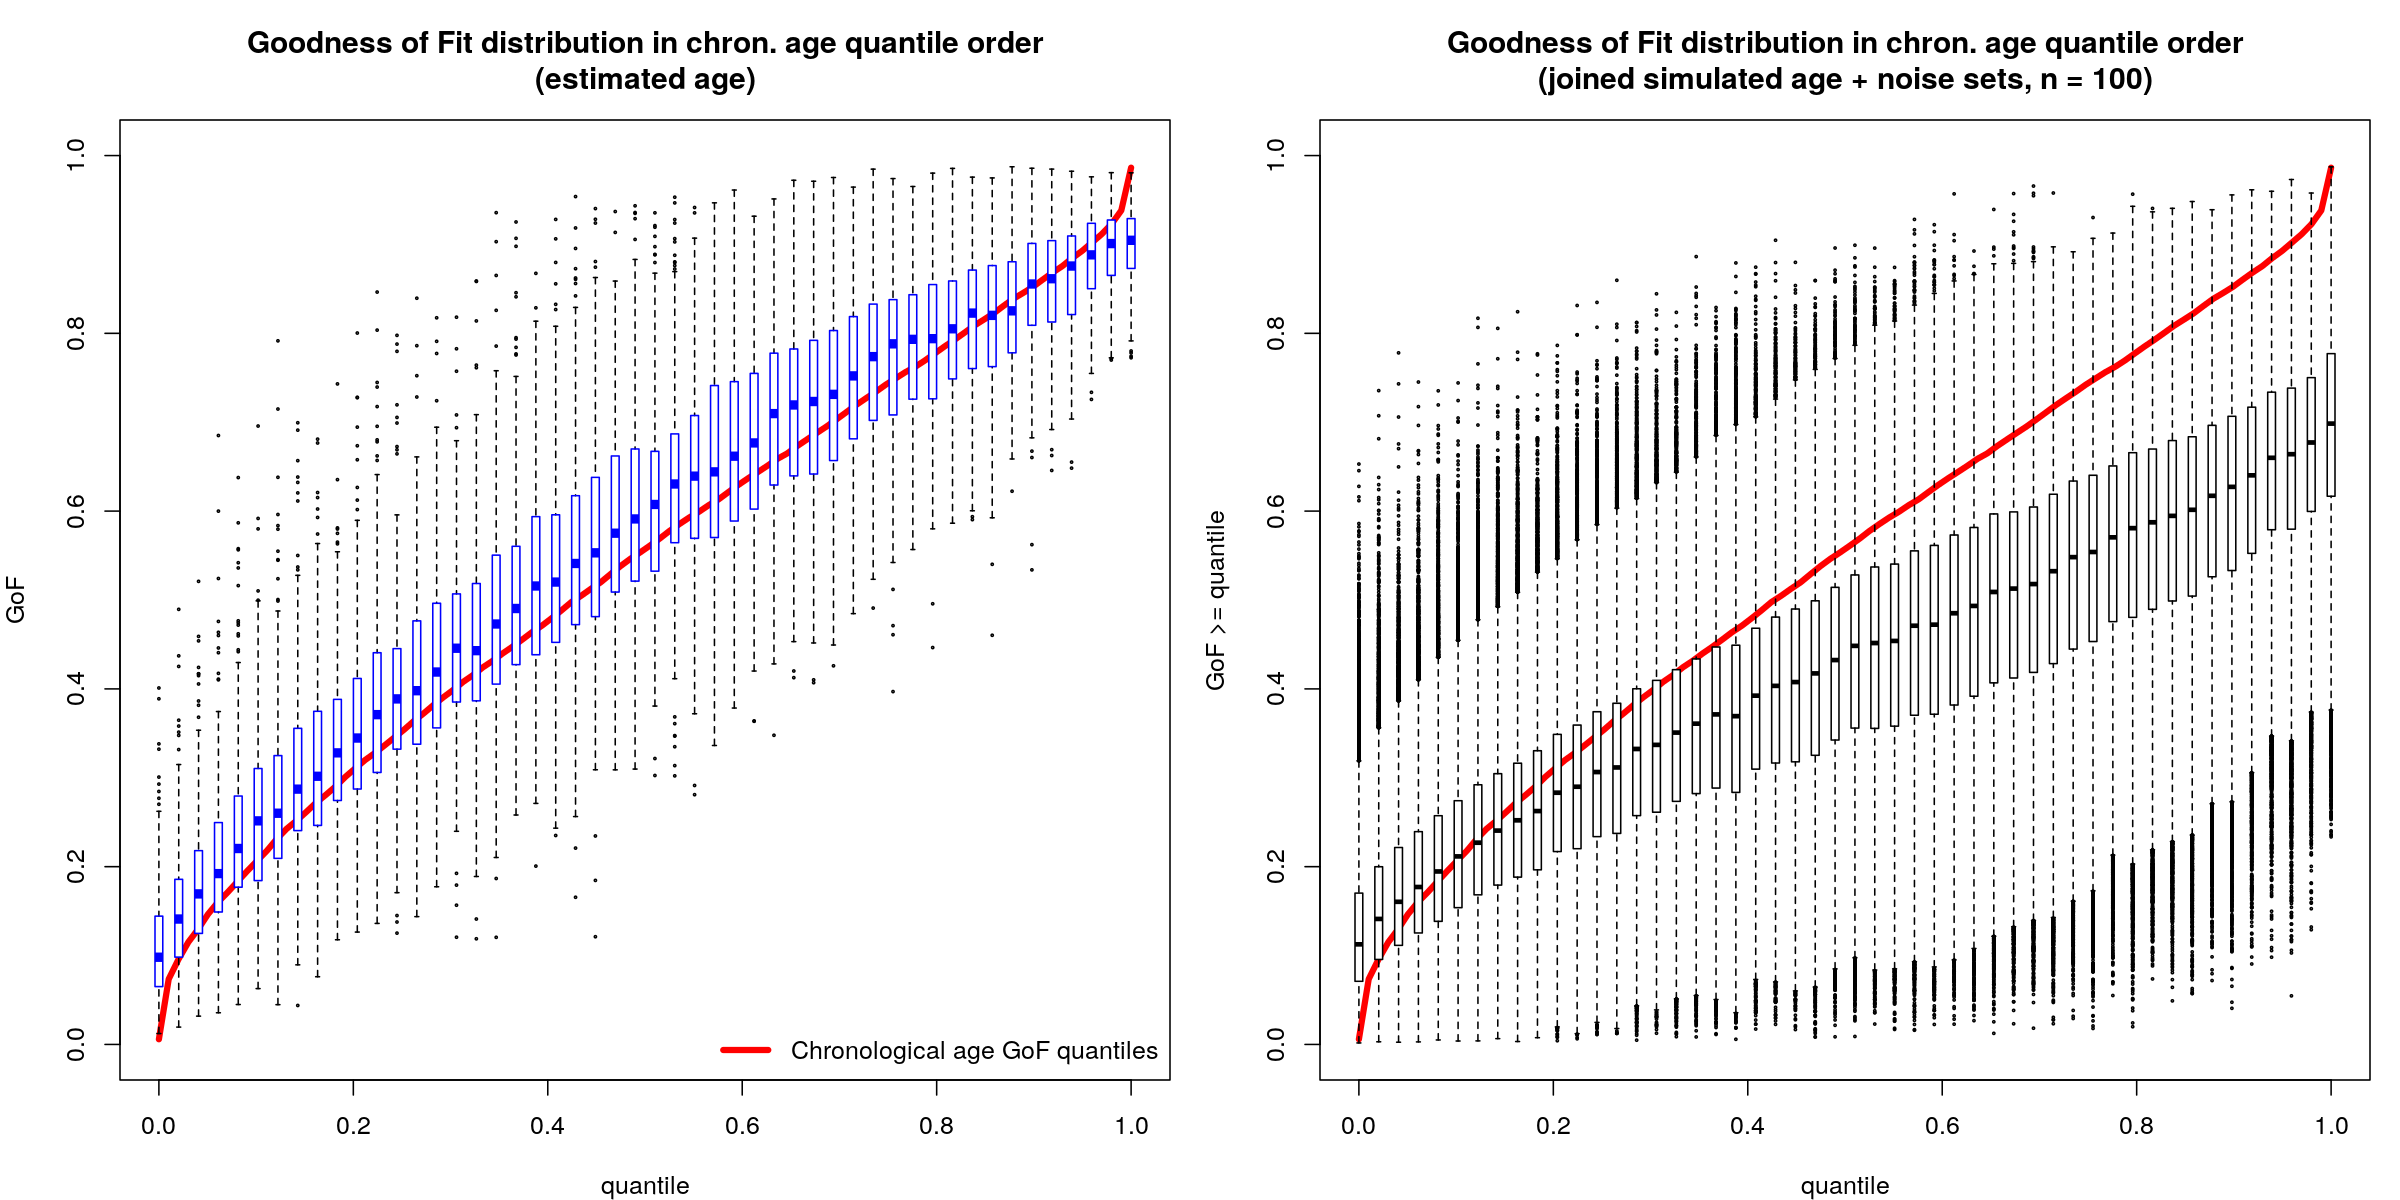 Goodness of Fit distribution in chron. age quantile order
(estimated age)
GoF
1.0
0.8
0.6
0.4
0.2
0.0
Chronological age GoF quantiles
0.0 0.2 0.4 0.6 0.8 1.0
quantile
Goodness of Fit distribution in chron. age quantile order
(joined simulated age + noise sets, n = 100)
GoF >= quantile
1.0
0.8
0.6
0.4
0.2
0.0
0.0 0.2 0.4 0.6 0.8 1.0
quantile